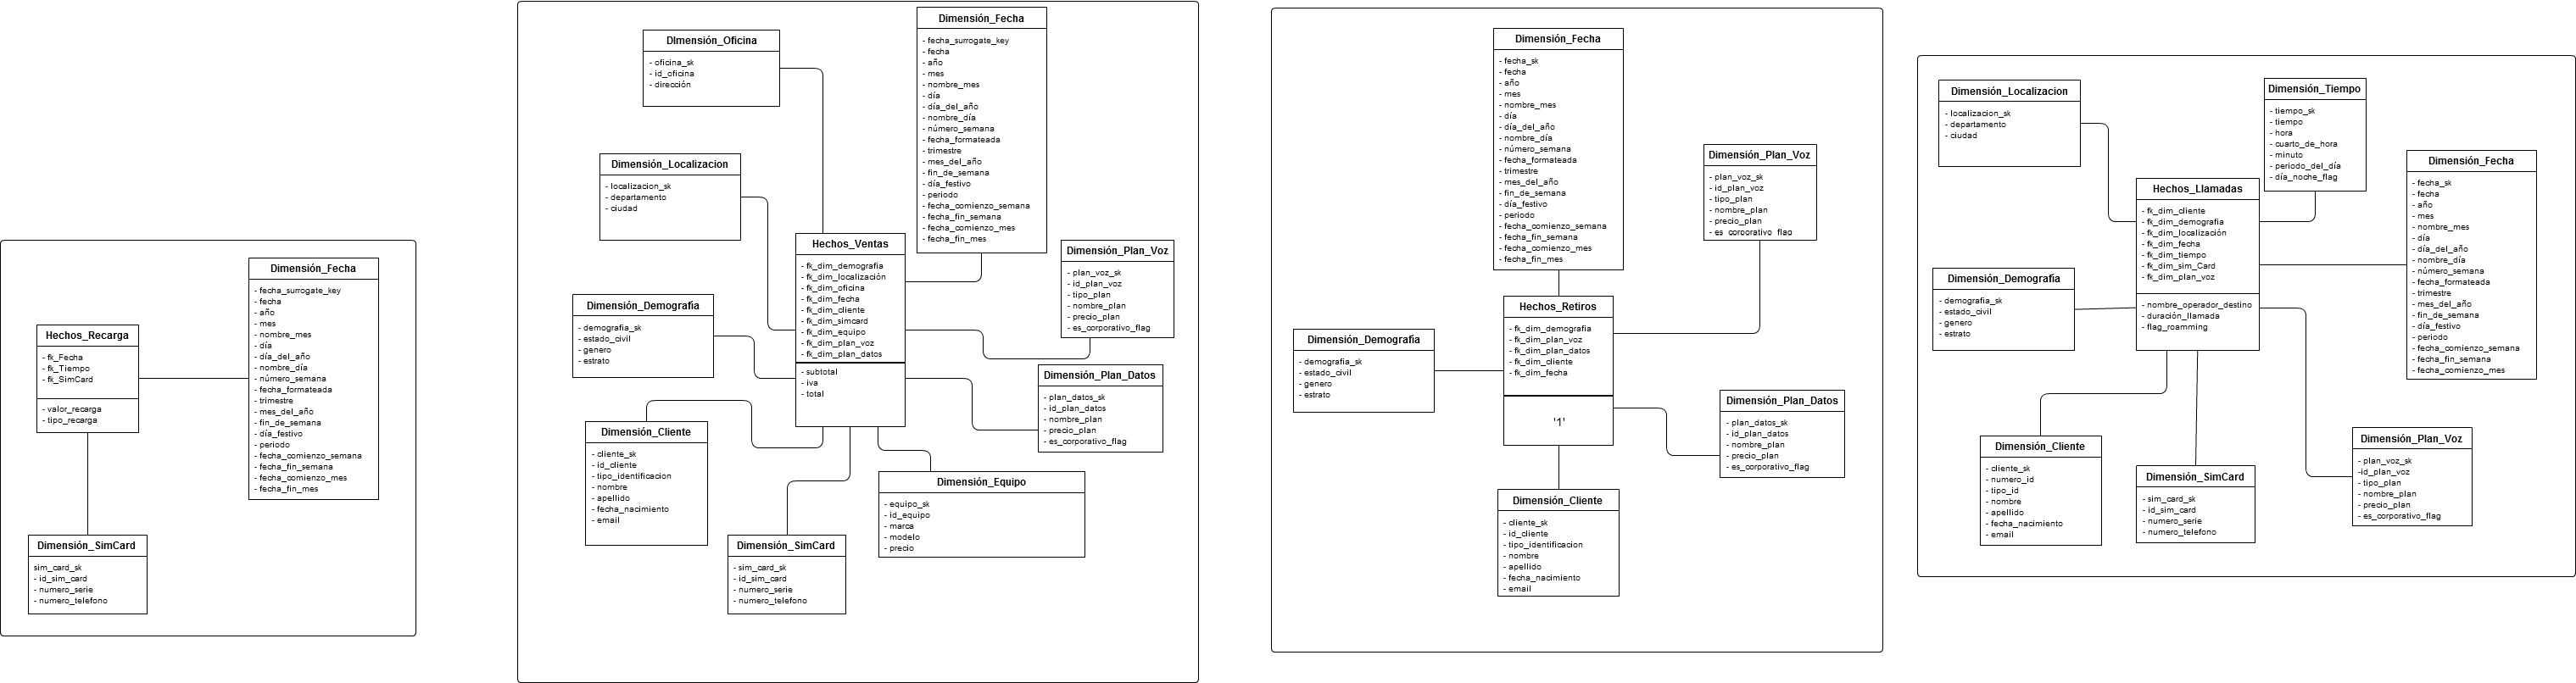 Hechos_Recarga
- fk_Fecha
- fk_Tiempo
- fk_SimCard
- valor_recarga
- tipo_recarga
Dimensión_Fecha
- fecha_surrogate_key
- fecha
- año
- mes
- nombre_mes
- día
- día_del_año
- nombre_día
- número_semana
- fecha_formateada
- trimestre
- mes_del_año
- fin_de_semana
- día_festivo
- periodo
- fecha_comienzo_semana
- fecha_fin_semana
- fecha_comienzo_mes
- fecha_fin_mes
Dimensión_SimCard
sim_card_sk
- id_sim_card
- numero_serie
- numero_telefono
DImensión_Oficina
- oficina_sk
- id_oficina
- dirección
Dimensión_Fecha
- fecha_surrogate_key
- fecha
- año
- mes
- nombre_mes
- día
- día_del_año
- nombre_día
- número_semana
- fecha_formateada
- trimestre
- mes_del_año
- fin_de_semana
- día_festivo
- periodo
- fecha_comienzo_semana
- fecha_fin_semana
- fecha_comienzo_mes
- fecha_fin_mes
Dimensión_Localizacion
- localizacion_sk
- departamento
- ciudad
Hechos_Ventas
- fk_dim_demografia
- fk_dim_localización
- fk_dim_oficina
- fk_dim_fecha
- fk_dim_cliente
- fk_dim_simcard
- fk_dim_equipo
- fk_dim_plan_voz
- fk_dim_plan_datos
- subtotal
- iva
- total
Dimensión_Plan_Voz
- plan_voz_sk
- id_plan_voz
- tipo_plan
- nombre_plan
- precio_plan
- es_corporativo_flag
Dimensión_Demografía
- demografia_sk
- estado_civil
- genero
- estrato
Dimensión_Plan_Datos
- plan_datos_sk
- id_plan_datos
- nombre_plan
- precio_plan
- es_corporativo_flag
Dimensión_Cliente
- cliente_sk
- id_cliente
- tipo_identificacion
- nombre
- apellido
- fecha_nacimiento
- email
Dimensión_SimCard
- sim_card_sk
- id_sim_card
- numero_serie
- numero_telefono
Dimensión_Equipo
- equipo_sk
- id_equipo
- marca
- modelo
- precio
Dimensión_Fecha
- fecha_sk
- fecha
- año
- mes
- nombre_mes
- día
- día_del_año
- nombre_día
- número_semana
- fecha_formateada
- trimestre
- mes_del_año
- fin_de_semana
- día_festivo
- periodo
- fecha_comienzo_semana
- fecha_fin_semana
- fecha_comienzo_mes
- fecha_fin_mes
Dimensión_Plan_Voz
- plan_voz_sk
- id_plan_voz
- tipo_plan
- nombre_plan
- precio_plan
- es_corporativo_flag
Hechos_Retiros
- fk_dim_demografia
- fk_dim_plan_voz
- fk_dim_plan_datos
- fk_dim_cliente
- fk_dim_fecha
'1'
Dimensión_Demografía
- demografia_sk
- estado_civil
- genero
- estrato
Dimensión_Plan_Datos
- plan_datos_sk
- id_plan_datos
- nombre_plan
- precio_plan
- es_corporativo_flag
Dimensión_Cliente
- cliente_sk
- id_cliente
- tipo_identificacion
- nombre
- apellido
- fecha_nacimiento
- email
Dimensión_Localizacion
- localizacion_sk
- departamento
- ciudad
Dimensión_Tiempo
- tiempo_sk
- tiempo
- hora
- cuarto_de_hora
- minuto
- periodo_del_día
- día_noche_flag
Hechos_Llamadas
- fk_dim_cliente
- fk_dim_demografia
- fk_dim_localización
- fk_dim_fecha
- fk_dim_tiempo
- fk_dim_sim_Card
- fk_dim_plan_voz
- nombre_operador_destino
- duración_llamada
- flag_roamming
Dimensión_Fecha
- fecha_sk
- fecha
- año
- mes
- nombre_mes
- día
- día_del_año
- nombre_día
- número_semana
- fecha_formateada
- trimestre
- mes_del_año
- fin_de_semana
- día_festivo
- periodo
- fecha_comienzo_semana
- fecha_fin_semana
- fecha_comienzo_mes
Dimensión_Demografía
- demografia_sk
- estado_civil
- genero
- estrato
Dimensión_Cliente
- cliente_sk
- numero_id
- tipo_id
- nombre
- apellido
- fecha_nacimiento
- email
Dimensión_SimCard
- sim_card_sk
- id_sim_card
- numero_serie
- numero_telefono
Dimensión_Plan_Voz
- plan_voz_sk
-id_plan_voz
- tipo_plan
- nombre_plan
- precio_plan
- es_corporativo_flag